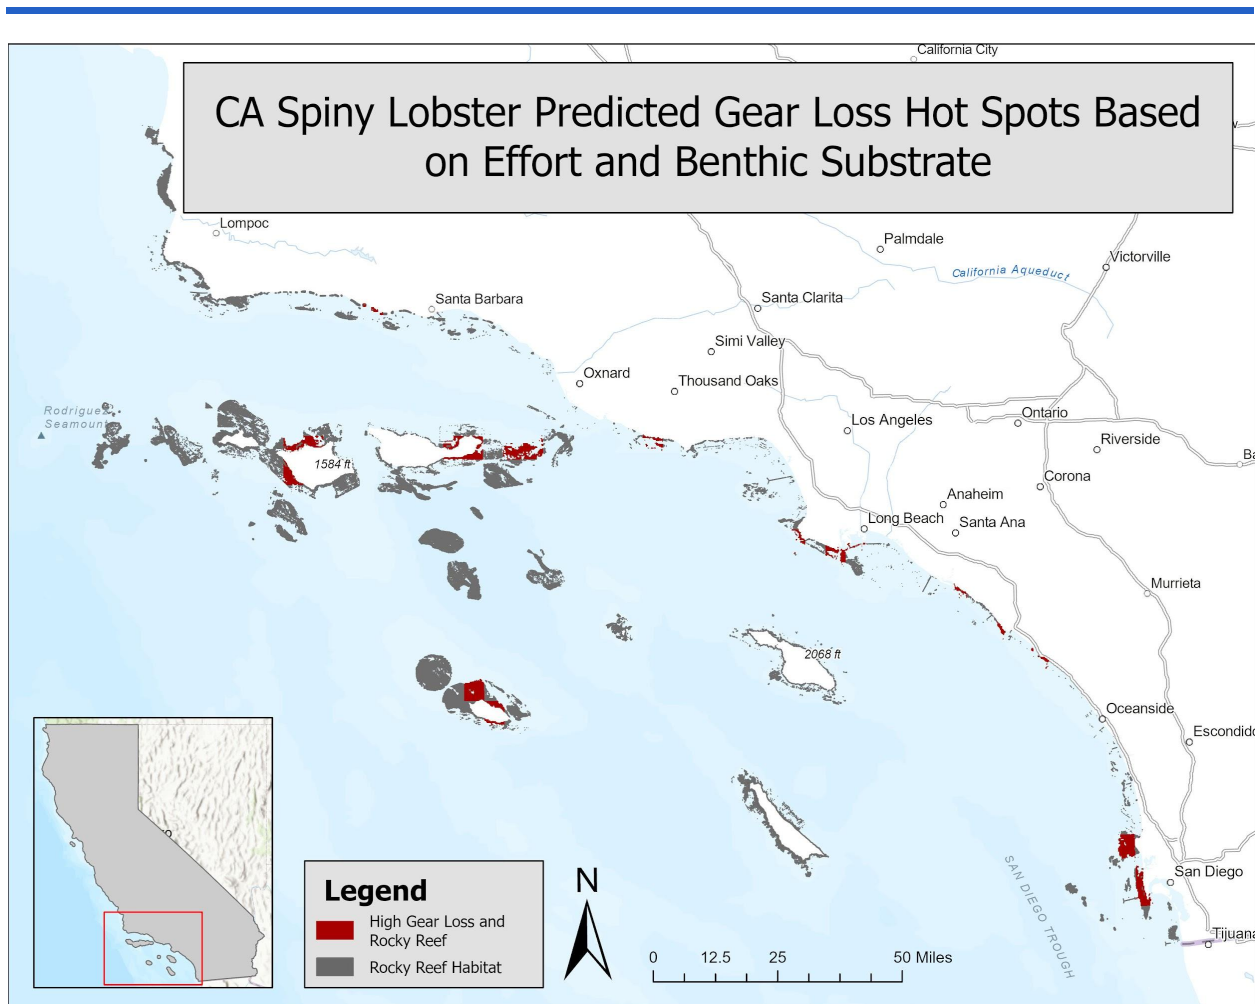 California City
CA Spiny Lobster Predicted Gear Loss Hot Spots Based
on Effort and Benthic Substrate
Lompoc
Palmdale
Victorville
California Aqueduct
Santa Barbara
Santa Clarita
Simi Valley
Oxnard
Thousand Oaks
Rodriguez
Seamount
Los Angeles
Ontario
Riverside
Ba
1584 ft
Corona
Anaheim
Long Beach
Santa Ana
Murrieta
2068 ft
Oceanside
Escondido
San Diego
SAN DIEGO TROUGH
Tijuana
Legend
High Gear Loss and
Rocky Reef
Rocky Reef Habitat
N
0 12.5 25 50 Miles